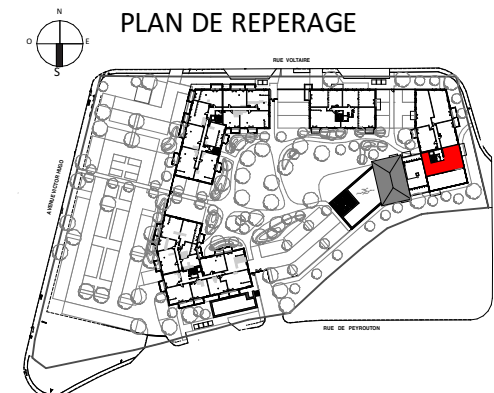 PLAN DE REPERAGE
N
O
E
S
RUE VOLTAIRE
AVENUE VICTOR HUGO
RUE DE PEYROUTON